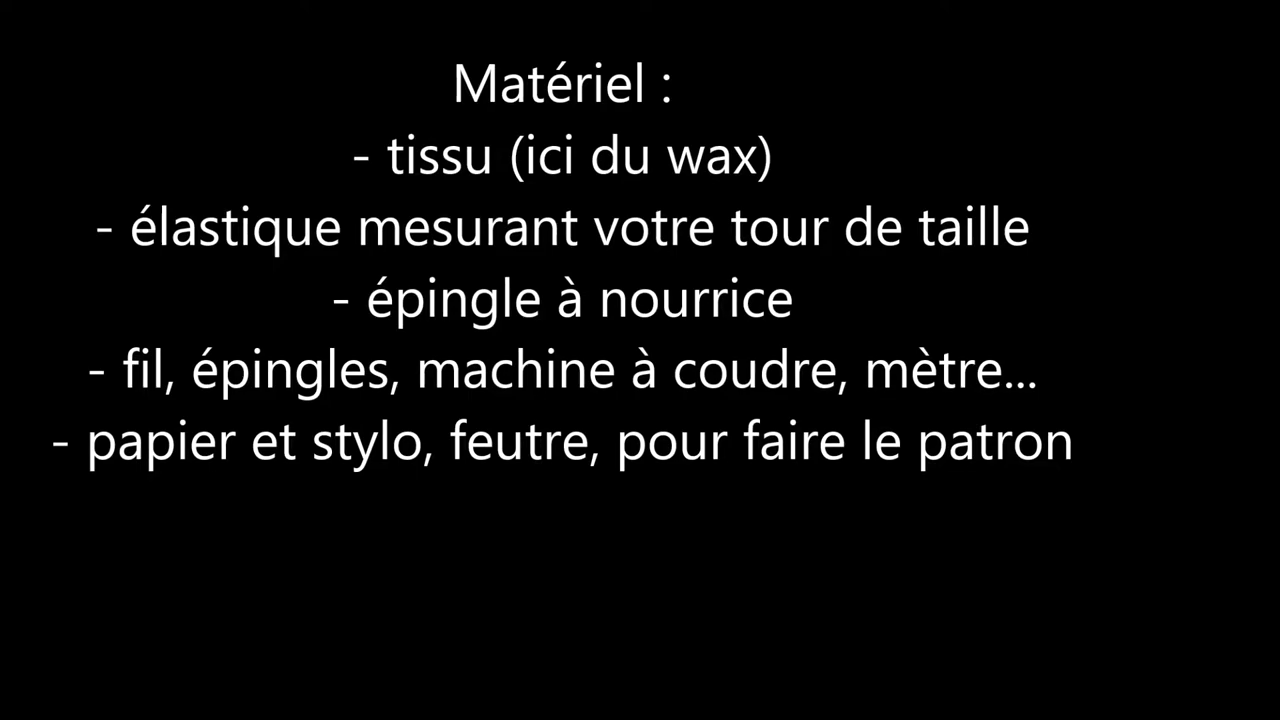 Matériel :
- tissu (ici du wax)
- élastique mesurant votre tour de taille
- épingle à nourrice
- fil, épingles, machine à coudre, mètre...
- papier et stylo, feutre, pour faire le patron